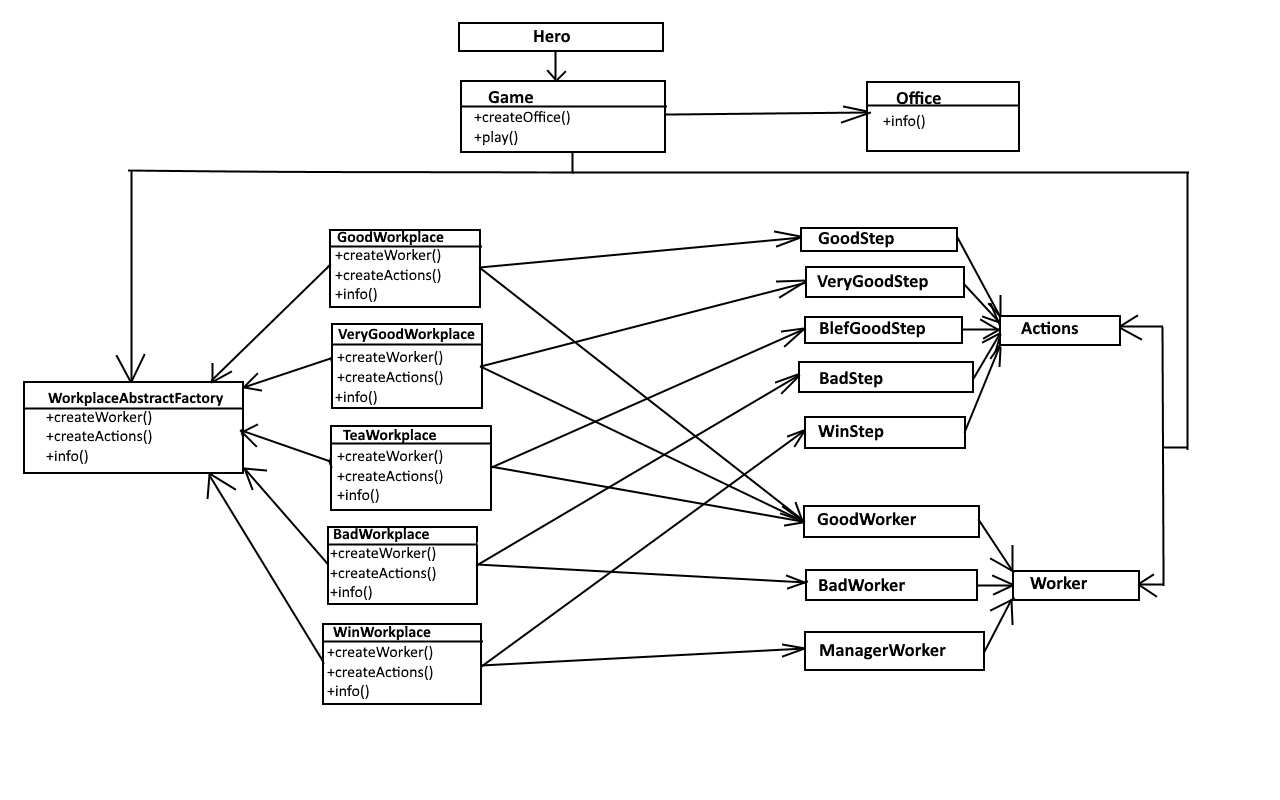 Hero
Game
+createOffice()
+play()
Office
+info()
GoodWorkplace
+createWorker()
+createActions()
+info()
VeryGoodWorkplace
+createWorker()
+createActions()
+info()
TeaWorkplace
+createWorker()
+createActions()
+info()
BadWorkplace
+createWorker()
+createActions()
+info()
WinWorkplace
+createWorker()
+createActions()
+info()
WorkplaceAbstractFactory
+createWorker()
+createActions()
+info()
GoodStep
VeryGoodStep
BlefGoodStep
BadStep
WinStep
Actions
GoodWorker
BadWorker
ManagerWorker
Worker